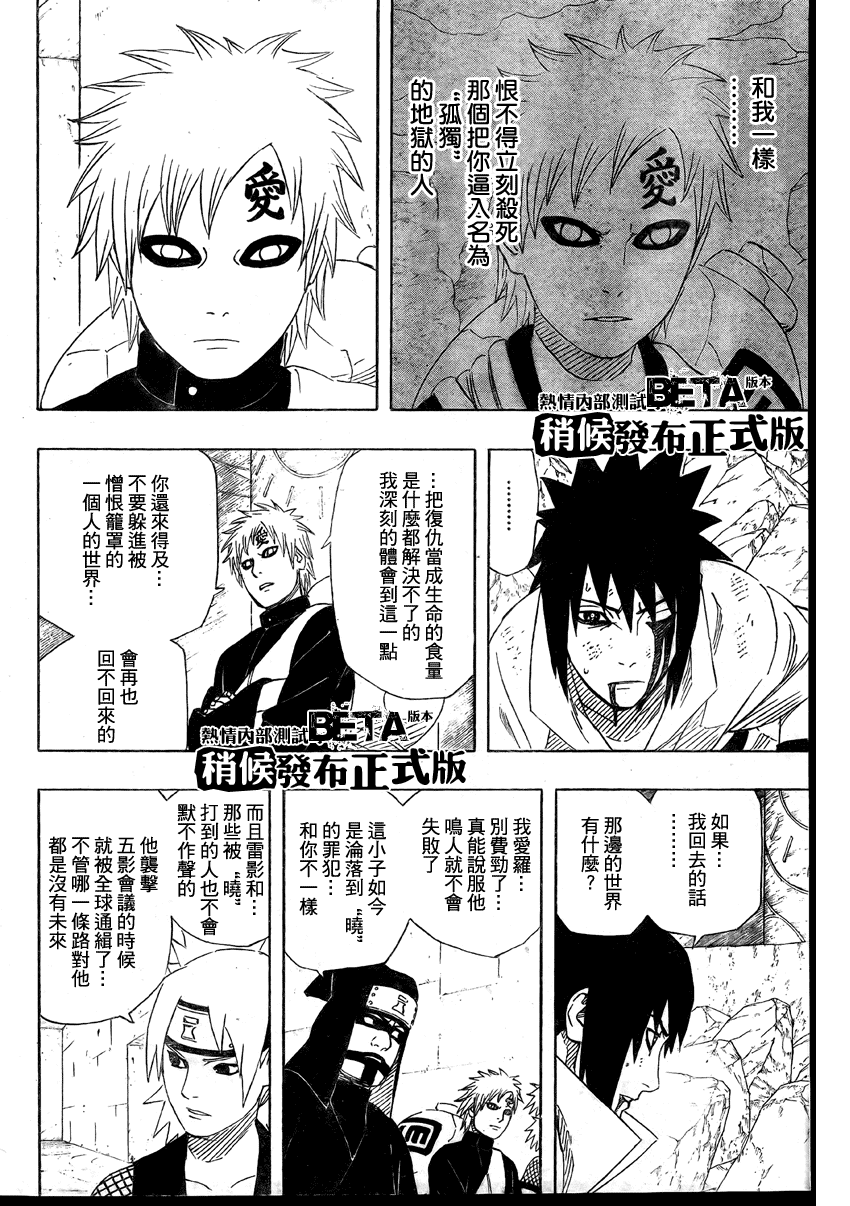 和我一樣
………
恨不得立刻殺死
那個把你逼入名為
“孤獨”
的地獄的人
愛
愛
熱情內部測試 BETA 版本
稍候發布正式版
………
…把復仇當成生命的食量
是什麼都解決不了的
我深刻的體會到這一點
愛
你還來得及…
不要躲進被
憎恨籠罩的
一個人的世界…
會再也
回不回來的
熱情內部測試 BETA 版本
稍候發布正式版
如果…
我回去的話
………
那邊的世界
有什麼？
我愛羅…
別費勁了…
真能說服他
鳴人就不會
失敗了
這小子如今
是淪落到“曉”
的罪犯…
和你不一樣
而且雷影和…
那些被“曉”
打到的人也不會
默不作聲的
他襲擊
五影會議的時候
就被全球通緝了…
不管哪一條路對他
都是沒有未來